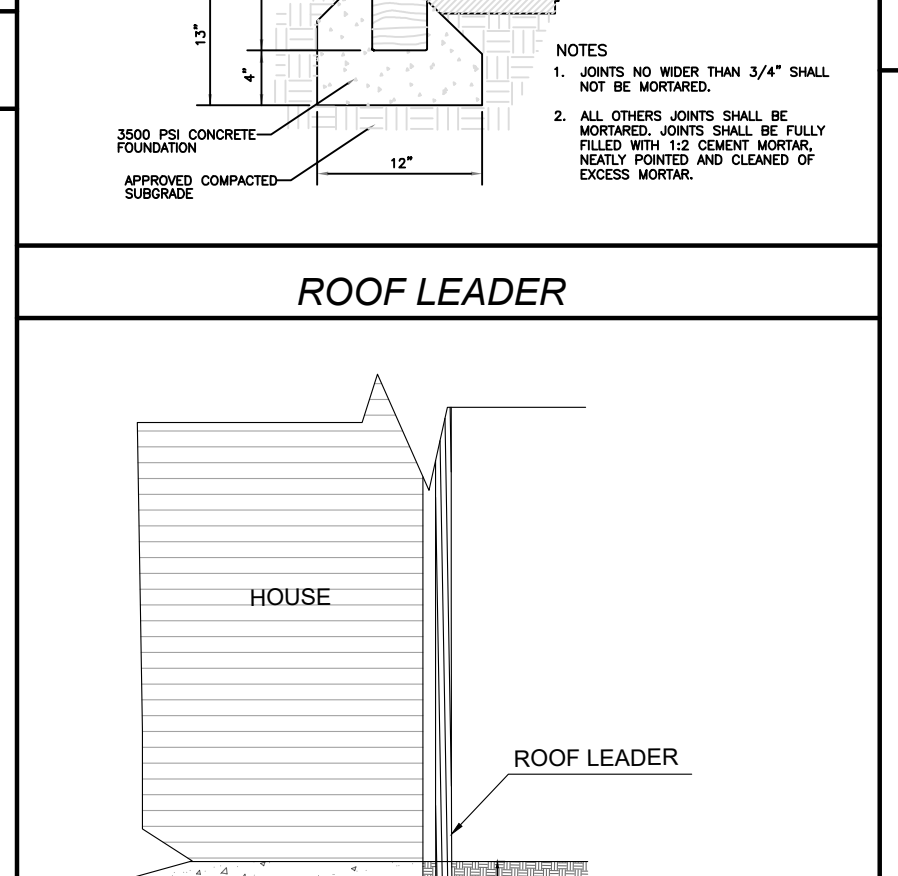 13"
4"
3500 PSI CONCRETE
FOUNDATION
APPROVED COMPACTED
SUBGRADE
12"
NOTES
1. JOINTS NO WIDER THAN 3/4" SHALL
NOT BE MORTARED.
2. ALL OTHERS JOINTS SHALL BE
MORTARED. JOINTS SHALL BE FULLY
FILLED WITH 1:2 CEMENT MORTAR,
NEATLY POINTED AND CLEANED OF
EXCESS MORTAR.
ROOF LEADER
HOUSE
ROOF LEADER